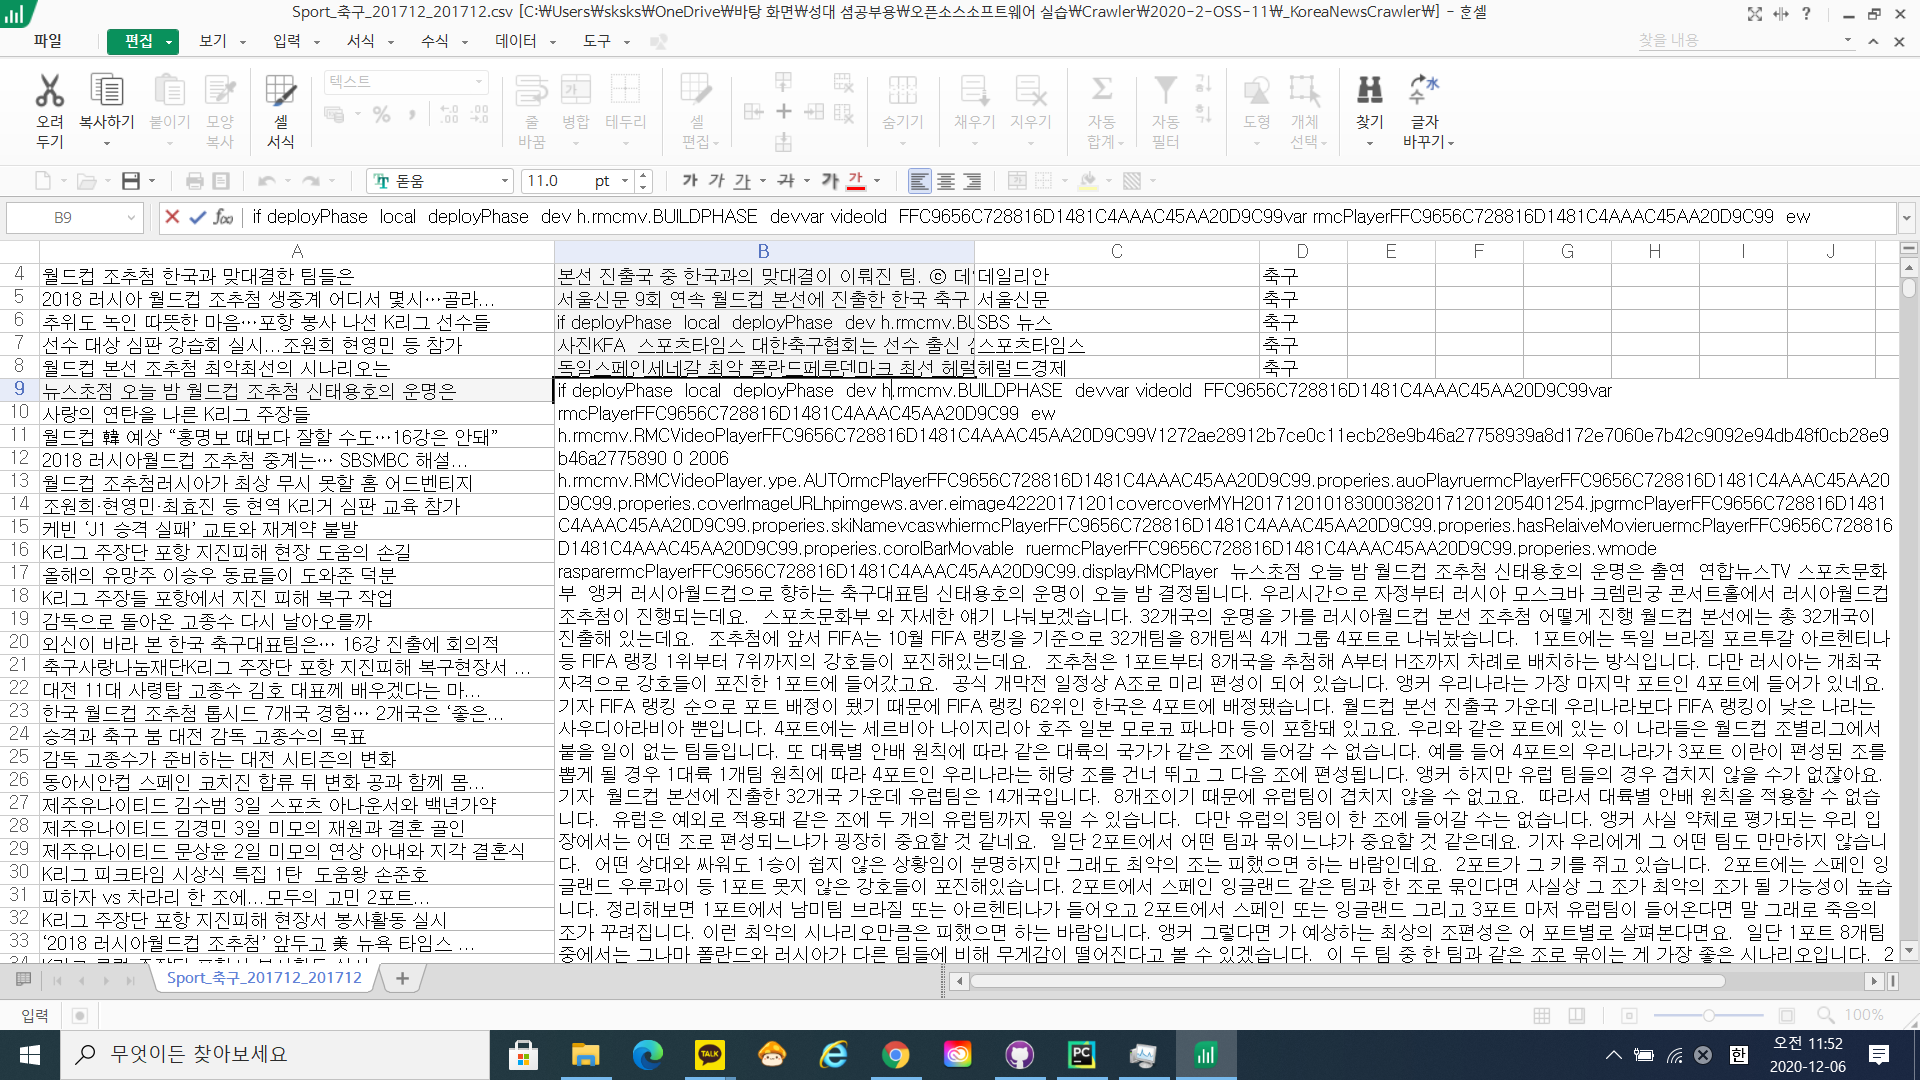 Sport_축구_201712_201712.csv [C:₩Users₩sksks₩OneDrive₩바탕 화면₩성대 셤공부용₩오픈소스소프트웨어 실습₩Crawler₩2020-2-OSS-11₩_KoreaNewsCrawler₩] - 훈셀
파일 편집 보기 입력 서식 수식 데이터 도구 찾을 내용
텍스트
오려 두기 복사하기 붙이기 모양 복사 셀 서식 줄 바꿈 병합 테두리 셀 편집 숨기기 채우기 지우기 자동 합계 자동 필터 도형 개체 선택 찾기 글자 바꾸기
돋움 11.0 pt 가 가 가 가 가 가
B9 if deployPhase local deployPhase dev h.rmcmv.BUILDPHASE devvar videoId FFC9656C728816D1481C4AAAC45AA20D9C99var rmcPlayerFFC9656C728816D1481C4AAAC45AA20D9C99 ew
A B C D E F G H I J
4 월드컵 조추첨 한국과 맞대결한 팀들은 본선 진출국 중 한국과의 맞대결이 이뤄진 팀. ⓒ 데 데일리안 축구
5 2018 러시아 월드컵 조추첨 생중계 어디서 몇시…골라... 서울신문 9회 연속 월드컵 본선에 진출한 한국 축구 서울신문 축구
6 추위도 녹인 따뜻한 마음…포항 봉사 나선 K리그 선수들 if deployPhase local deployPhase dev h.rmcmv.BU SBS 뉴스 축구
7 선수 대상 심판 강습회 실시...조원희 현영민 등 참가 사진KFA 스포츠타임스 대한축구협회는 선수 출신 스포츠타임스 축구
8 월드컵 본선 조추첨 최악최선의 시나리오는 독일스페인세네갈 최악 폴란드페루덴마크 최선 헤럴 헤럴드경제 축구
9 뉴스초점 오늘 밤 월드컵 조추첨 신태용호의 운명은
10 사랑의 연탄을 나른 K리그 주장들
11 월드컵 韓 예상 “홍명보 때보다 잘할 수도…16강은 안돼”
12 2018 러시아월드컵 조추첨 중계는… SBSMBC 해설...
13 월드컵 조추첨러시아가 최상 무시 못할 홈 어드벤티지
14 조원희·현영민·최효진 등 현역 K리거 심판 교육 참가
15 케빈 ‘J1 승격 실패’ 교토와 재계약 불발
16 K리그 주장단 포항 지진피해 현장 도움의 손길
17 올해의 유망주 이승우 동료들이 도와준 덕분
18 K리그 주장들 포항에서 지진 피해 복구 작업
19 감독으로 돌아온 고종수 다시 날아오를까
20 외신이 바라 본 한국 축구대표팀은… 16강 진출에 회의적
21 축구사랑나눔재단K리그 주장단 포항 지진피해 복구현장서 ...
22 대전 11대 사령탑 고종수 김호 대표께 배우겠다는 마...
23 한국 월드컵 조추첨 톱시드 7개국 경험… 2개국은 ‘좋은...
24 승격과 축구 붐 대전 감독 고종수의 목표
25 감독 고종수가 준비하는 대전 시티즌의 변화
26 동아시안컵 스페인 코치진 합류 뒤 변화 공과 함께 몸...
27 제주유나이티드 김수범 3일 스포츠 아나운서와 백년가약
28 제주유나이티드 김경민 3일 미모의 재원과 결혼 골인
29 제주유나이티드 문상윤 2일 미모의 연상 아내와 지각 결혼식
30 K리그 피크타임 시상식 특집 1탄 도움왕 손준호
31 피하자 vs 차라리 한 조에...모두의 고민 2포트...
32 K리그 주장단 포항 지진피해 현장서 봉사활동 실시
33 ‘2018 러시아월드컵 조추첨’ 앞두고 美 뉴욕 타임스 ...
if deployPhase local deployPhase dev h.rmcmv.BUILDPHASE devvar videoId FFC9656C728816D1481C4AAAC45AA20D9C99var
rmcPlayerFFC9656C728816D1481C4AAAC45AA20D9C99 ew
h.rmcmv.RMCVideoPlayerFFC9656C728816D1481C4AAAC45AA20D9C99V1272ae28912b7ce0c11ecb28e9b46a27758939a8d172e7060e7b42c9092e94db48f0cb28e9
b46a2775890 0 2006
h.rmcmv.RMCVideoPlayer.ype.AUTOrmcPlayerFFC9656C728816D1481C4AAAC45AA20D9C99.properies.auoPlayruermcPlayerFFC9656C728816D1481C4AAAC45AA20
D9C99.properies.coverImageURLhpimgews.aver.eimage42220171201covercoverMYH20171201018300038201712012​05401254.jpgrmcPlayerFFC9656C728816D1481
C4AAAC45AA20D9C99.properies.skiNamevcaswhiermcPlayerFFC9656C728816D1481C4AAAC45AA20D9C99.properies.hasRelaiveMovieruermcPlayerFFC9656C728816
D1481C4AAAC45AA20D9C99.properies.corolBarMovable ruermcPlayerFFC9656C728816D1481C4AAAC45AA20D9C99.properies.wmode
rasparermcPlayerFFC9656C728816D1481C4AAAC45AA20D9C99.displayRMCPlayer 뉴스초점 오늘 밤 월드컵 조추첨 신태용호의 운명은 출연 연합뉴스TV 스포츠문화
부 앵커 러시아월드컵으로 향하는 축구대표팀 신태용호의 운명이 오늘 밤 결정됩니다. 우리시간으로 자정부터 러시아 모스크바 크렘린궁 콘서트홀에서 러시아월드컵
조추첨이 진행되는데요. 스포츠문화부 와 자세한 얘기 나눠보겠습니다. 32개국의 운명을 가를 러시아월드컵 본선 조추첨 어떻게 진행 월드컵 본선에는 총 32개국이
진출해 있는데요. 조추첨에 앞서 FIFA는 10월 FIFA 랭킹을 기준으로 32개팀을 8개팀씩 4개 그룹 4포트로 나눠놨습니다. 1포트에는 독일 브라질 포르투갈 아르헨티나
등 FIFA 랭킹 1위부터 7위까지의 강호들이 포진해있는데요. 조추첨은 1포트부터 8개국을 추첨해 A부터 H조까지 차례로 배치하는 방식입니다. 다만 러시아는 개최국
자격으로 강호들이 포진한 1포트에 들어갔고요. 공식 개막전 일정상 A조로 미리 편성이 되어 있습니다. 앵커 우리나라는 가장 마지막 포트인 4포트에 들어가 있네요.
기자 FIFA 랭킹 순으로 포트 배정이 됐기 때문에 FIFA 랭킹 62위인 한국은 4포트에 배정됐습니다. 월드컵 본선 진출국 가운데 우리나라보다 FIFA 랭킹이 낮은 나라는
사우디아라비아 뿐입니다. 4포트에는 세르비아 나이지리아 호주 일본 모로코 파나마 등이 포함돼 있고요. 우리와 같은 포트에 있는 이 나라들은 월드컵 조별리그에서
붙을 일이 없는 팀들입니다. 또 대륙별 안배 원칙에 따라 같은 대륙의 국가가 같은 조에 들어갈 수 없습니다. 예를 들어 4포트의 우리나라가 3포트 이란이 편성된 조를
뽑게 될 경우 1대륙 1개팀 원칙에 따라 4포트인 우리나라는 해당 조를 건너 뛰고 그 다음 조에 편성됩니다. 앵커 하지만 유럽 팀들의 경우 겹치지 않을 수가 없잖아요.
기자 월드컵 본선에 진출한 32개국 가운데 유럽팀은 14개국입니다. 8개조이기 때문에 유럽팀이 겹치지 않을 수 없고요. 따라서 대륙별 안배 원칙을 적용할 수 없습
니다. 유럽은 예외로 적용돼 같은 조에 두 개의 유럽팀까지 묶일 수 있습니다. 다만 유럽의 3팀이 한 조에 들어갈 수는 없습니다. 앵커 사실 약체로 평가되는 우리 입
장에서는 어떤 조로 편성되느냐가 굉장히 중요할 것 같네요. 일단 2포트에서 어떤 팀과 묶이느냐가 중요할 것 같은데요. 기자 우리에게 그 어떤 팀도 만만하지 않습니
다. 어떤 상대와 싸워도 1승이 쉽지 않은 상황임이 분명하지만 그래도 최악의 조는 피했으면 하는 바람인데요. 2포트가 그 키를 쥐고 있습니다. 2포트에는 스페인 잉
글랜드 우루과이 등 1포트 못지 않은 강호들이 포진해있습니다. 2포트에서 스페인 잉글랜드 같은 팀과 한 조로 묶인다면 사실상 그 조가 최악의 조가 될 가능성이 높습
니다. 정리해보면 1포트에서 남미팀 브라질 또는 아르헨티나가 들어오고 2포트에서 스페인 또는 잉글랜드 그리고 3포트 마저 유럽팀이 들어온다면 말 그래로 죽음의
조가 꾸려집니다. 이런 최악의 시나리오만큼은 피했으면 하는 바람입니다. 앵커 그렇다면 가 예상하는 최상의 조편성은 어 포트별로 살펴본다면요. 일단 1포트 8개팀
중에서는 그나마 폴란드와 러시아가 다른 팀들에 비해 무게감이 떨어진다고 볼 수 있겠습니다. 이 두 팀 중 한 팀과 같은 조로 묶이는 게 가장 좋은 시나리오입니다. 2
Sport_축구_201712_201712
입력 100%
무엇이든 찾아보세요 TALK PC 한 오전 11:52
2020-12-06